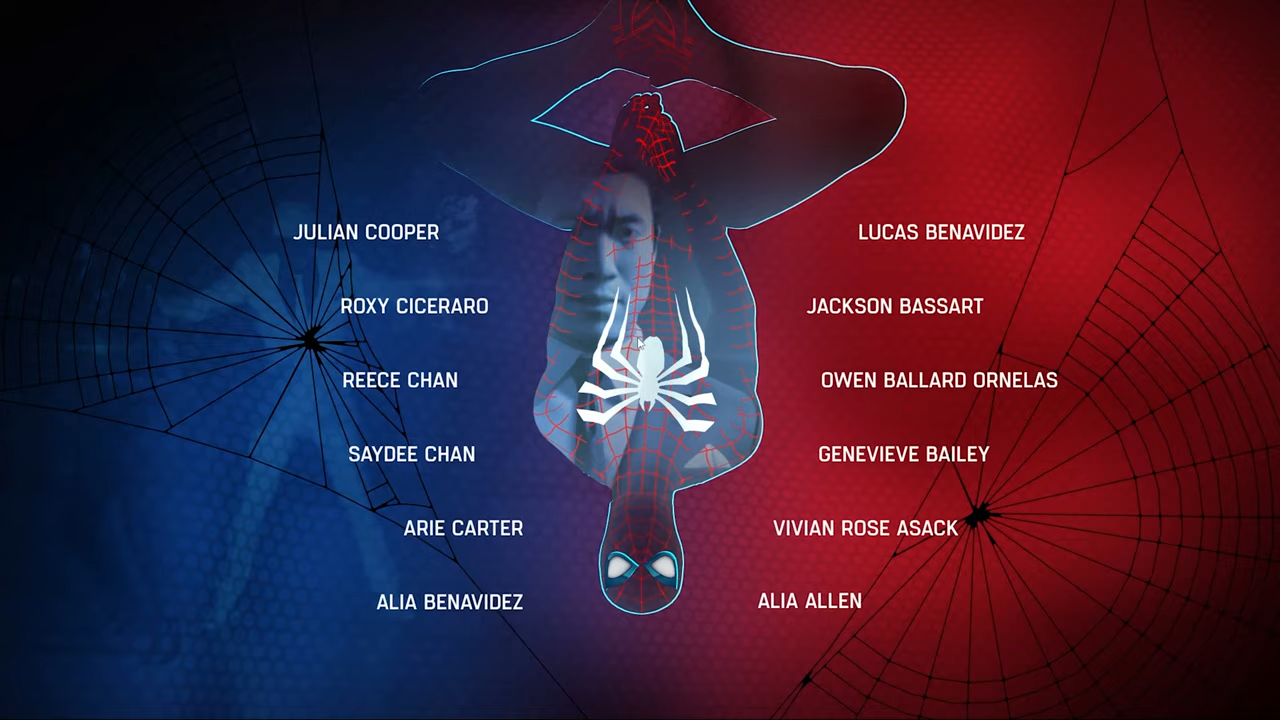 JULIAN COOPER
ROXY CICERARO
REECE CHAN
SAYDEE CHAN
ARIE CARTER
ALIA BENAVIDEZ
LUCAS BENAVIDEZ
JACKSON BASSART
OWEN BALLARD ORNELAS
GENEVIEVE BAILEY
VIVIAN ROSE ASACK
ALIA ALLEN